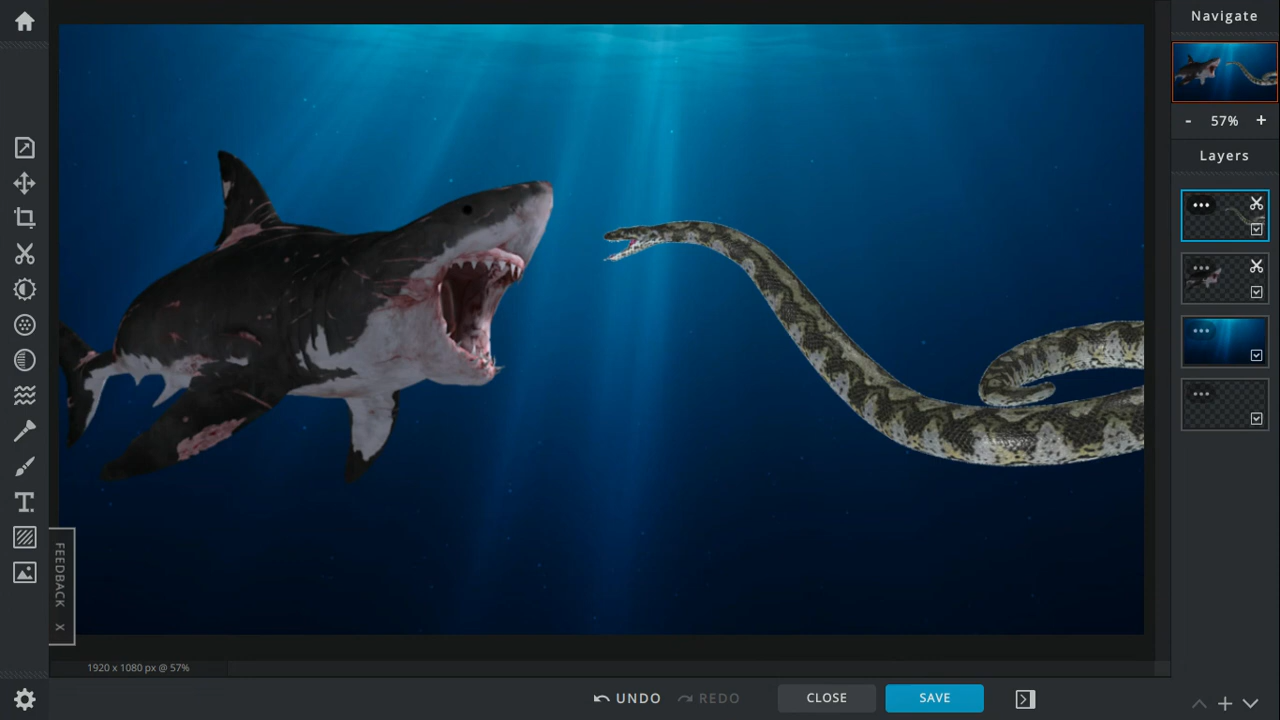 Navigate
- 57% +
Layers
FEEDBACK X
1920 x 1080 px @ 57%
UNDO REDO CLOSE SAVE